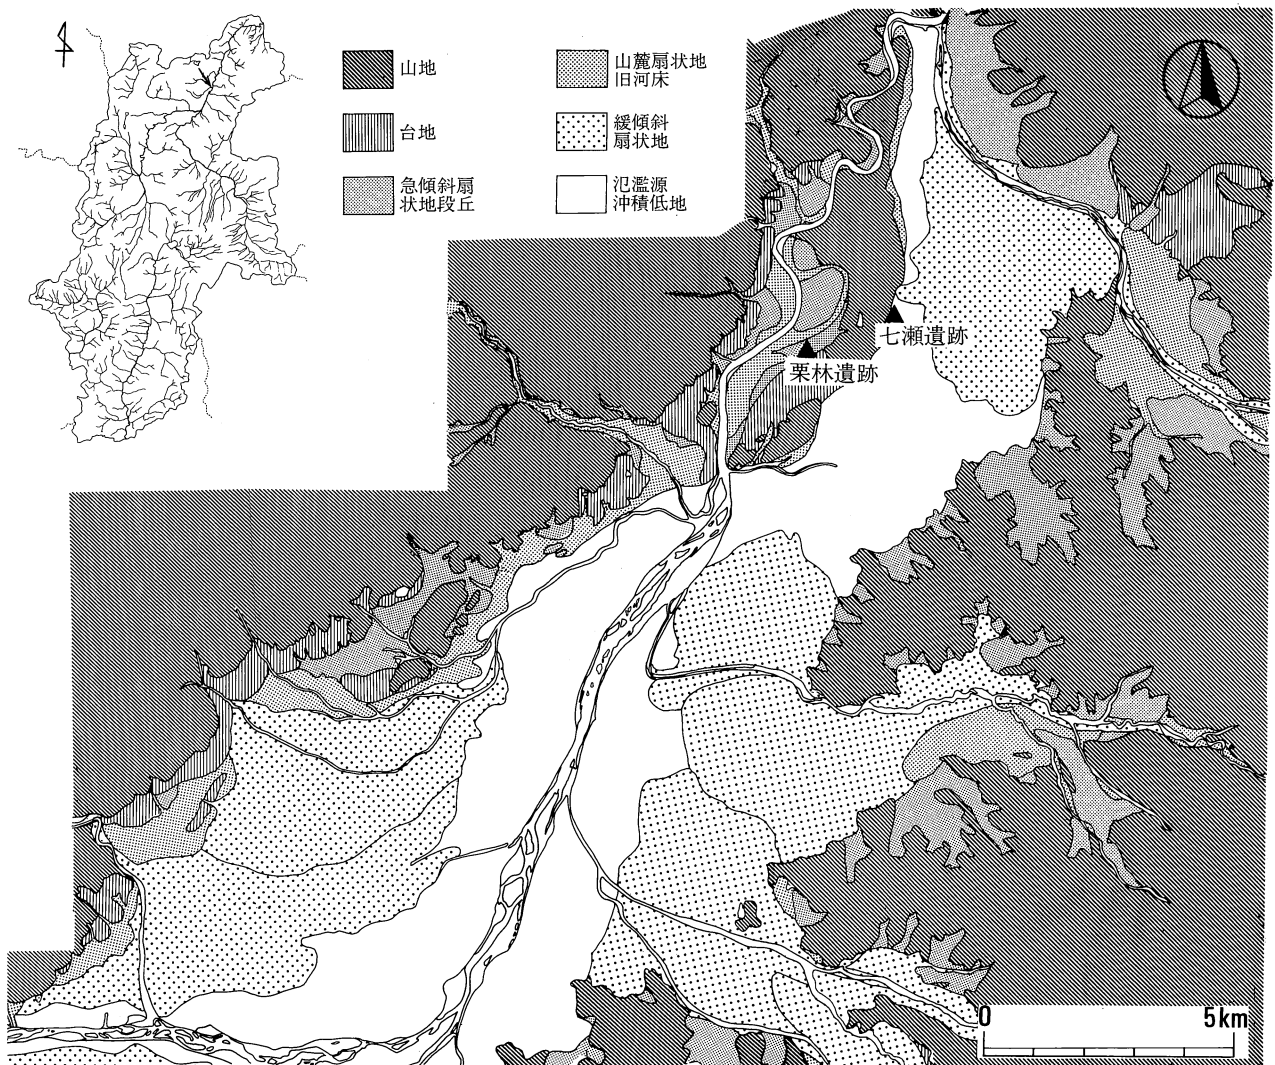 山地
台地
急傾斜扇
状地段丘
山麓扇状地
旧河床
緩傾斜
扇状地
氾濫源
沖積低地
七瀬遺跡
栗林遺跡
0
5km